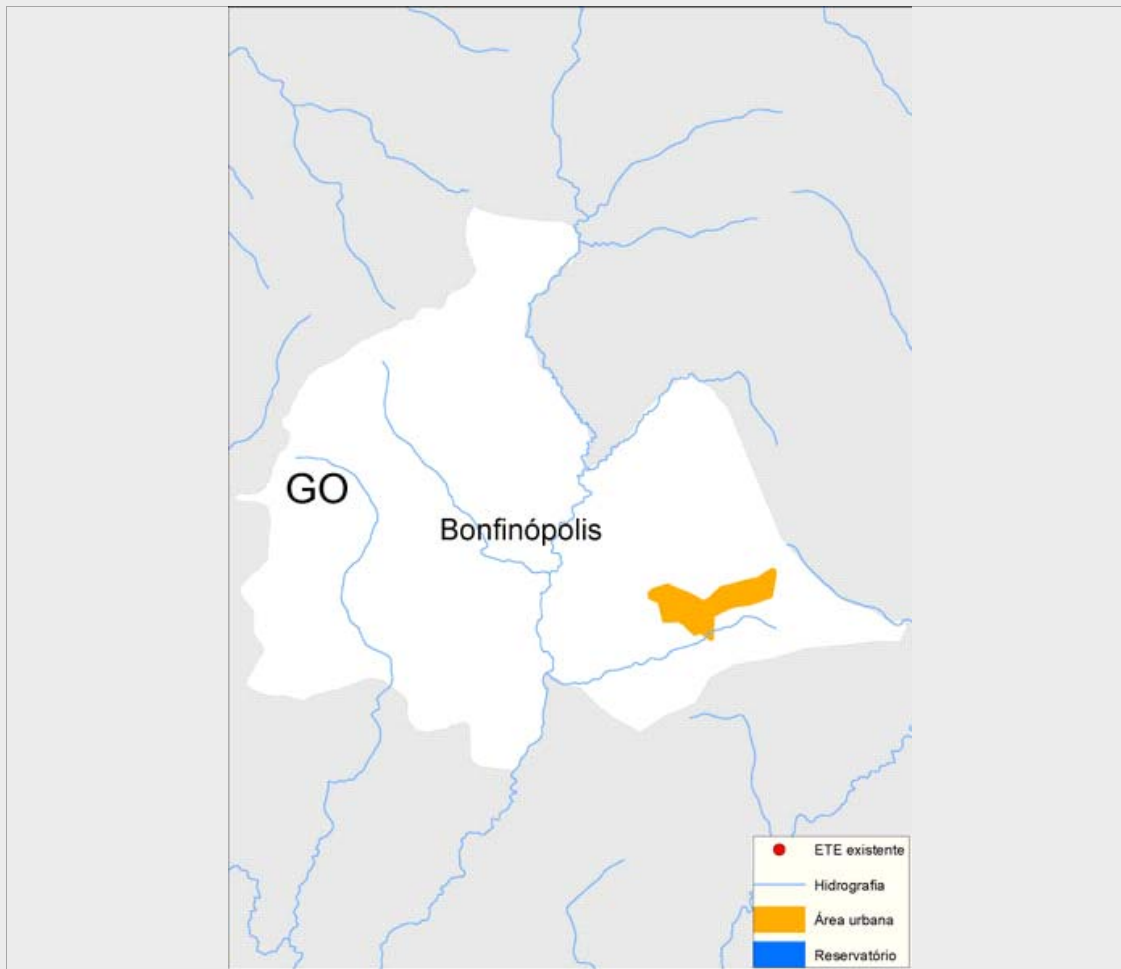 GO
Bonfinópolis
ETE existente
Hidrografia
Área urbana
Reservatório